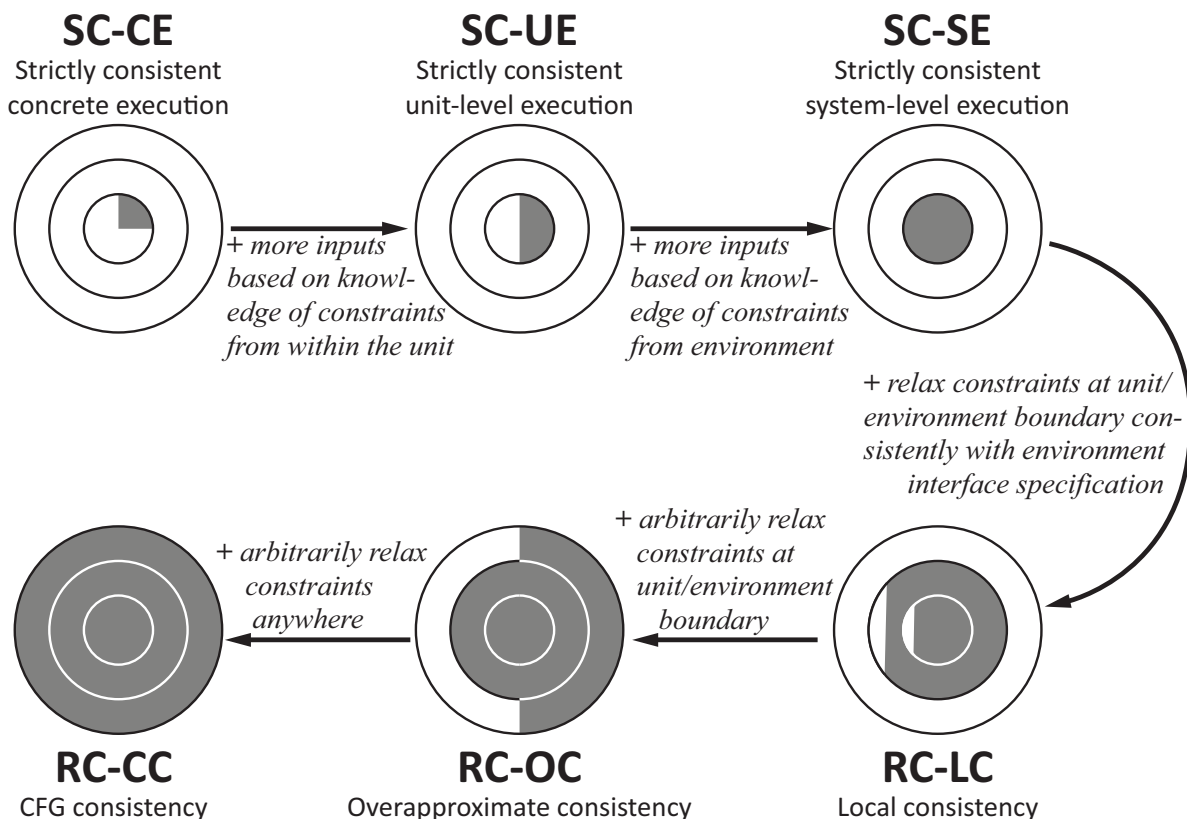 SC-CE
Strictly consistent
concrete execution
SC-UE
Strictly consistent
unit-level execution
SC-SE
Strictly consistent
system-level execution
+ more inputs
based on knowl-
edge of constraints
from within the unit
+ more inputs
based on knowl-
edge of constraints
from environment
+ relax constraints at unit/
environment boundary con-
sistently with environment
interface specification
+ arbitrarily relax
constraints at
unit/environment
boundary
+ arbitrarily relax
constraints
anywhere
RC-CC
CFG consistency
RC-OC
Overapproximate consistency
RC-LC
Local consistency